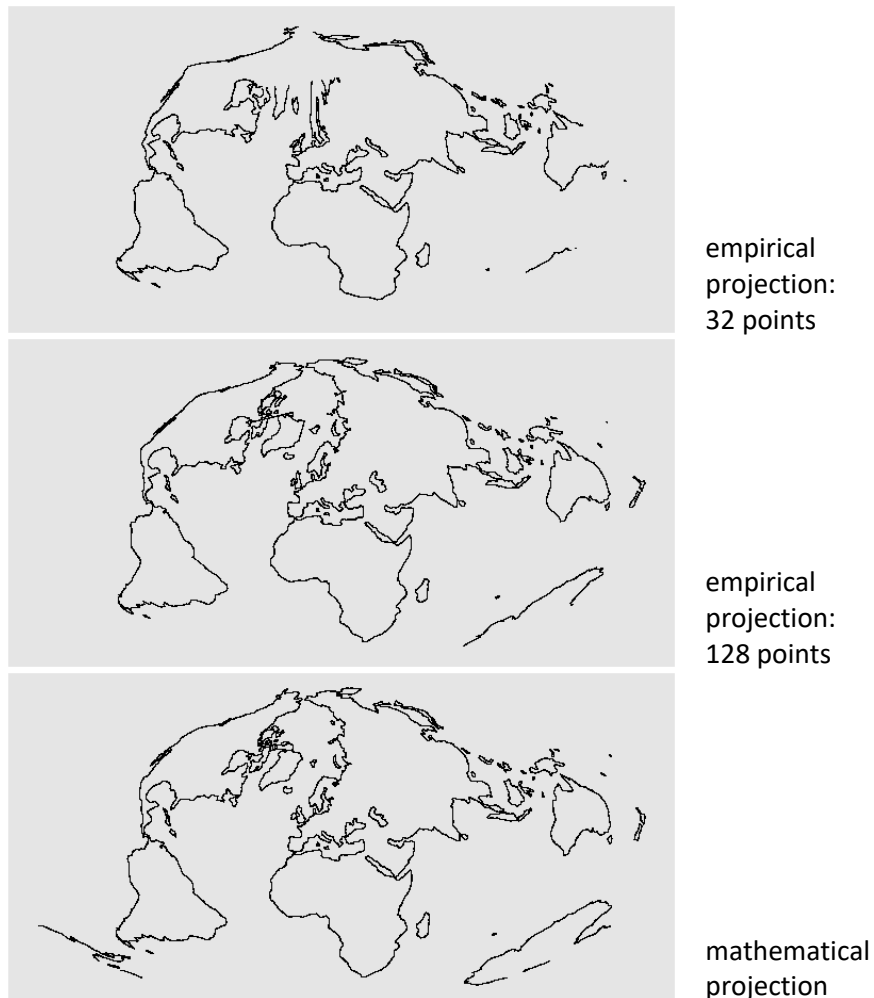 empirical
projection:
32 points
empirical
projection:
128 points
mathematical
projection